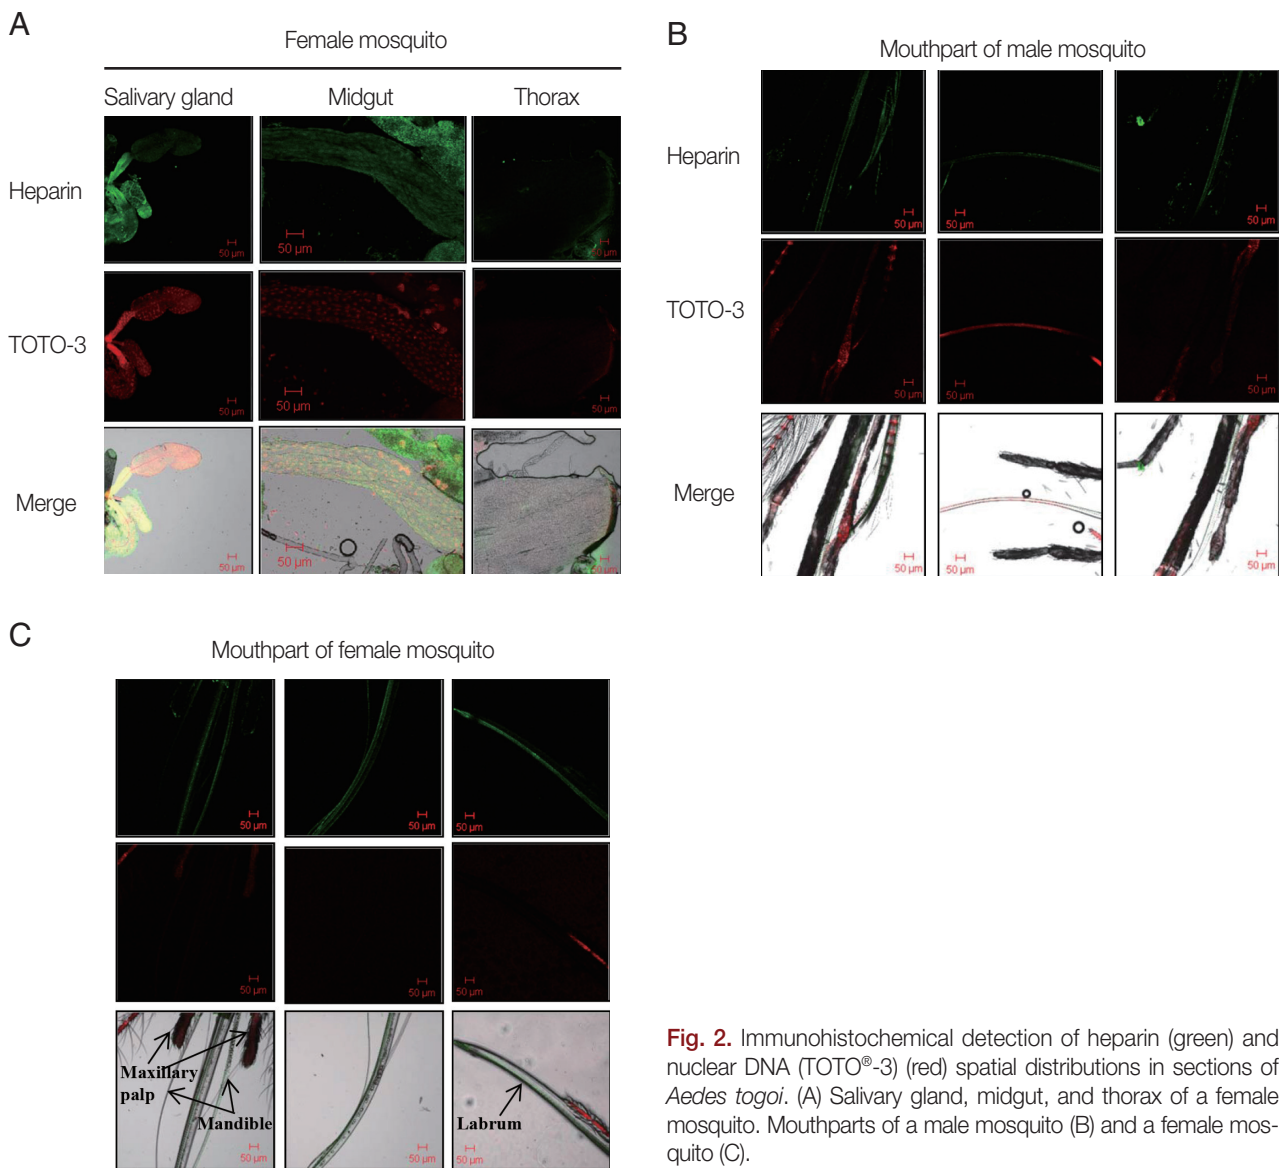 A
Female mosquito
Salivary gland
Midgut
Thorax
Heparin
50 µm
50 µm
0 µm
TOTO-3
50 µm
50 µm
50 µm
Merge
50 µm
50 µm
50 µm
B
Mouthpart of male mosquito
Heparin
50 µm
50 µm
50 µm
TOTO-3
50 µm
50 µm
50 µm
Merge
50 µm
50 µm
50 µm
C
Mouthpart of female mosquito
50 µm
50 µm
50 µm
50 µm
50 µm
50 µm
Maxillary
palp
Mandible
Labrum
50 µm
50 µm
50 µm
Fig. 2. Immunohistochemical detection of heparin (green) and
nuclear DNA (TOTO®-3) (red) spatial distributions in sections of
Aedes togoi. (A) Salivary gland, midgut, and thorax of a female
mosquito. Mouthparts of a male mosquito (B) and a female mos-
quito (C).